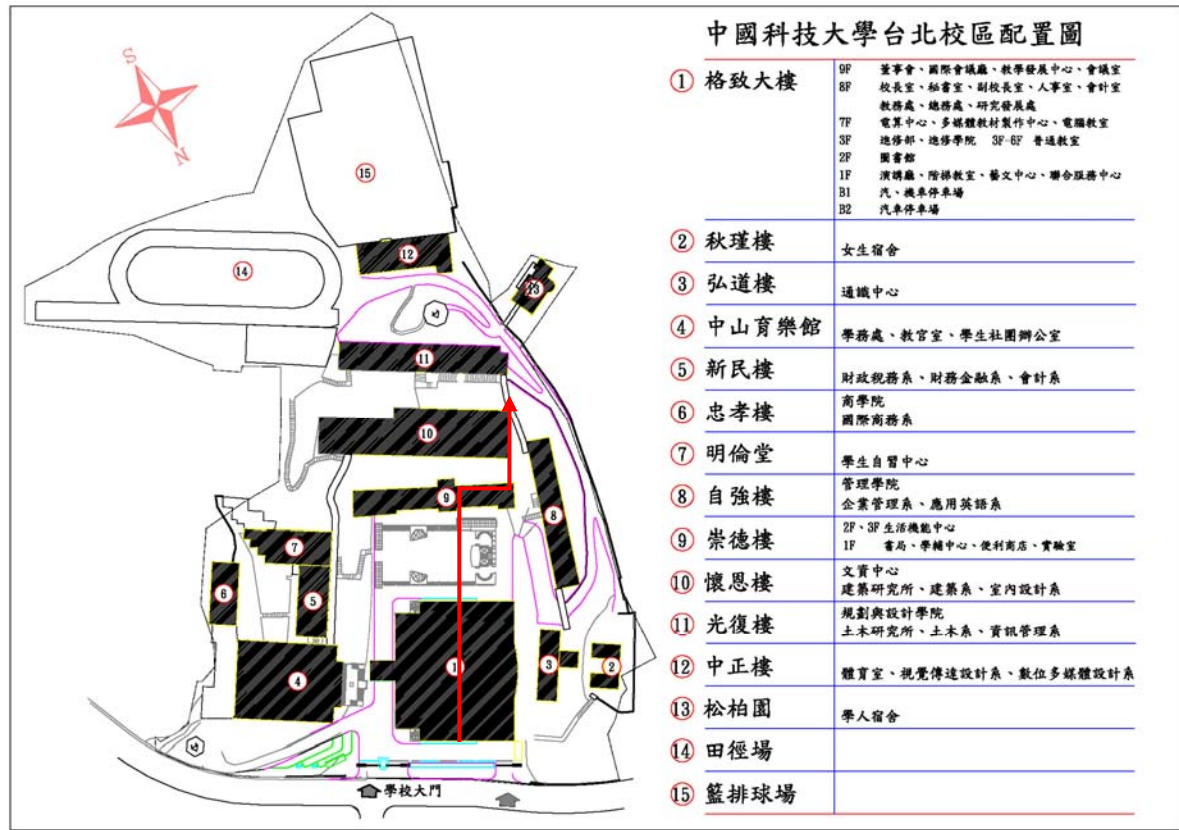 中國科技大學台北校區配置圖
① 格致大樓
9F 董事會、國際會議廳、教學發展中心、會議室
8F 校長室、秘書室、副校長室、人事室、會計室
教務處、總務處、研究發展處
7F 電算中心、多媒體教材製作中心、電腦教室
3F 進修部、進修學院 3F-6F 普通教室
2F 圖書館
1F 演講廳、階梯教室、藝文中心、聯合服務中心
B1 汽、機車停車場
B2 汽車停車場
② 秋瑾樓
女生宿舍
③ 弘道樓
通識中心
④ 中山育樂館
學務處、教官室、學生社團辦公室
⑤ 新民樓
財政稅務系、財務金融系、會計系
⑥ 忠孝樓
商學院
國際商務系
⑦ 明倫堂
學生自習中心
⑧ 自強樓
管理學院
企業管理系、應用英語系
⑨ 崇德樓
2F、3F 生活機能中心
1F 書局、學輔中心、便利商店、實驗室
⑩ 懷恩樓
文資中心
建築研究所、建築系、室內設計系
⑪ 光復樓
規劃與設計學院
土木研究所、土木系、資訊管理系
⑫ 中正樓
體育室、視覺傳達設計系、數位多媒體設計系
⑬ 松柏園
學人宿舍
⑭ 田徑場
⑮ 籃排球場
S
N
15
12
14
13
11
10
9
8
7
6
5
4
1
3
2
學校大門